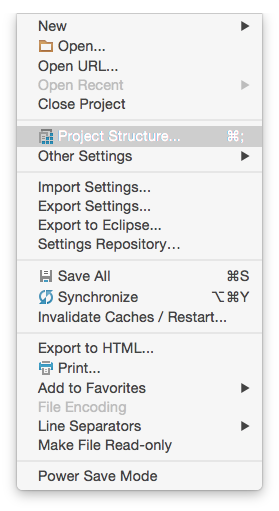 New
Open...
Open URL...
Open Recent
Close Project
Project Structure... ⌘;
Other Settings
Import Settings...
Export Settings...
Export to Eclipse...
Settings Repository...
Save All ⌘S
Synchronize ⌥⌘Y
Invalidate Caches / Restart...
Export to HTML...
Print...
Add to Favorites
File Encoding
Line Separators
Make File Read-only
Power Save Mode